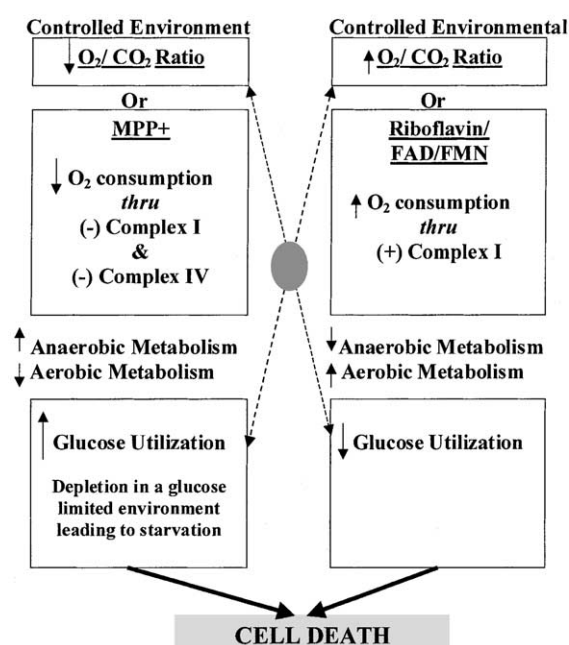 Controlled Environment
↓ O₂/ CO₂ Ratio
Or
MPP+
↓ O₂ consumption
thru
(-) Complex I
&
(-) Complex IV
↑ Anaerobic Metabolism
↓ Aerobic Metabolism
↑ Glucose Utilization
Depletion in a glucose
limited environment
leading to starvation
Controlled Environmental
↑ O₂/ CO₂ Ratio
Or
Riboflavin/
FAD/FMN
↑ O₂ consumption
thru
(+) Complex I
↓ Anaerobic Metabolism
↑ Aerobic Metabolism
↓ Glucose Utilization
CELL DEATH